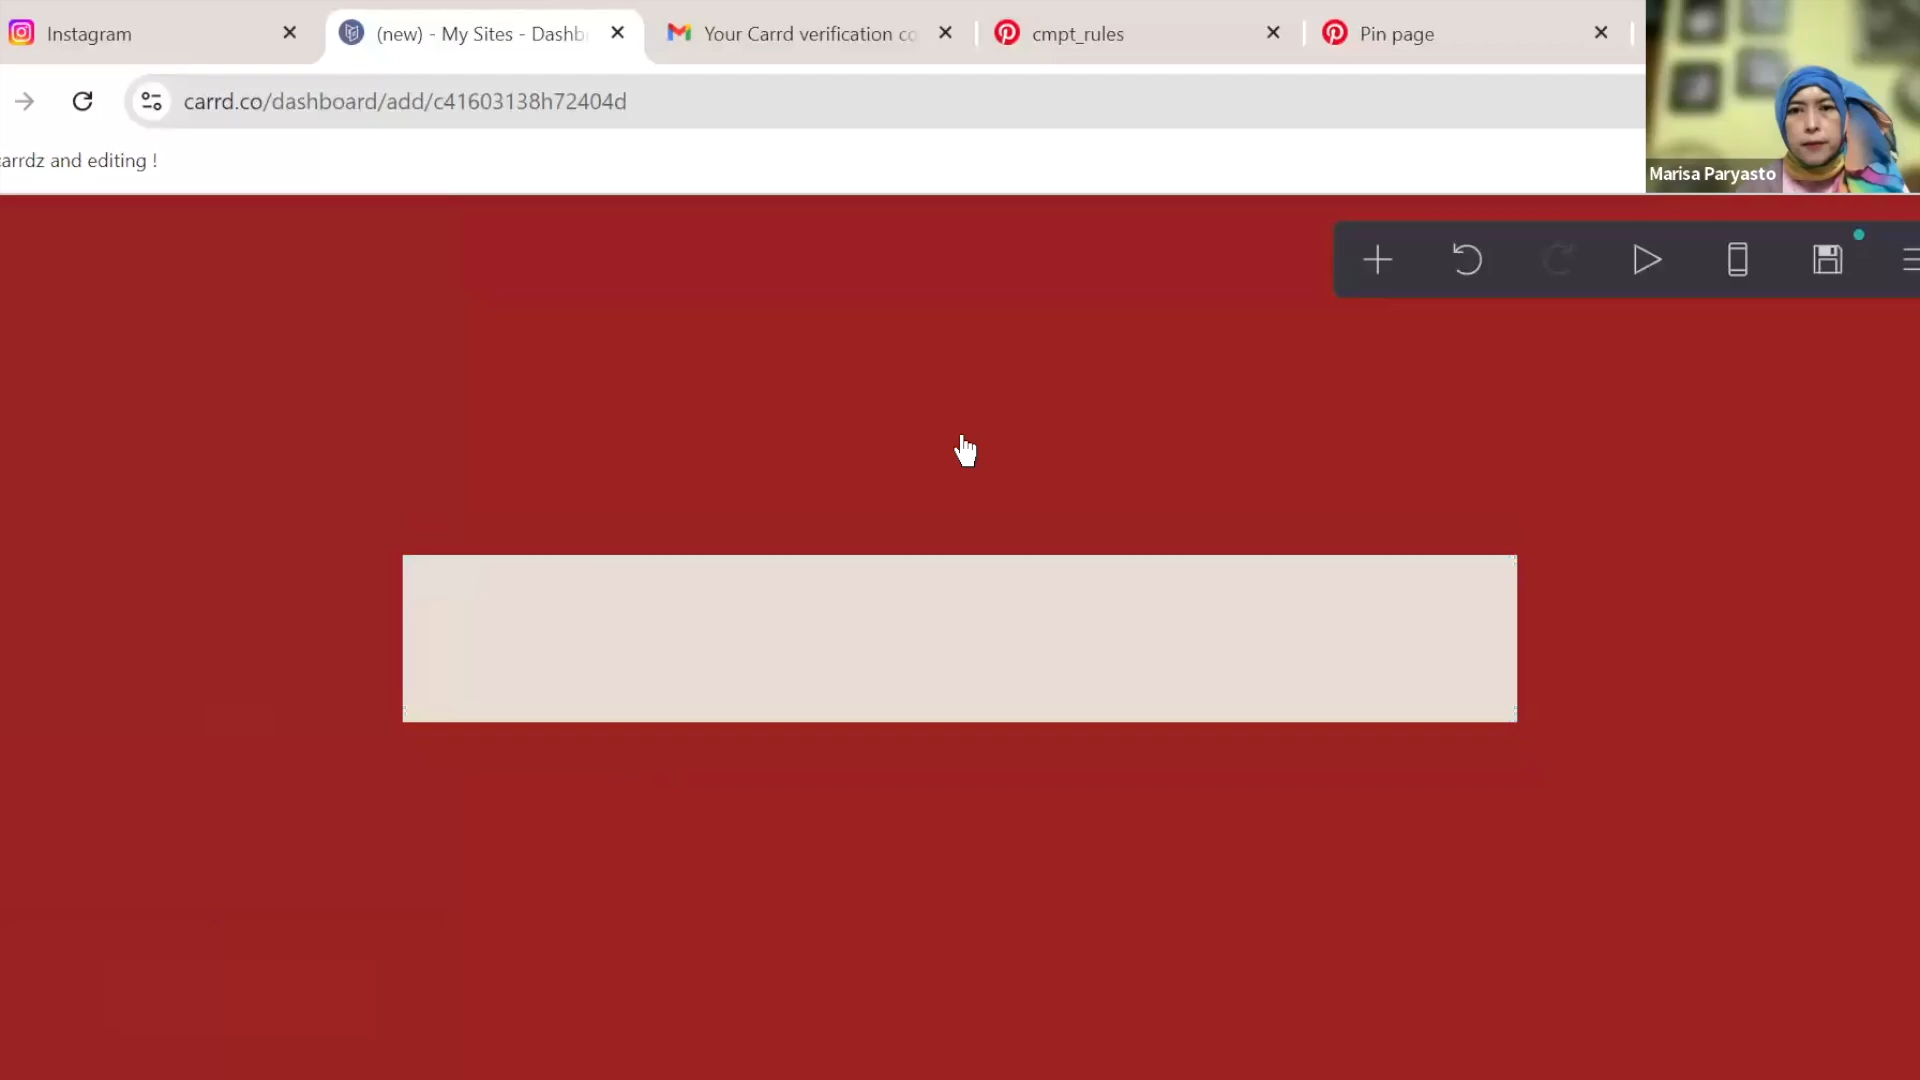 Instagram
(new) - My Sites - Dashb
Your Carrd verification co
cmpt_rules
Pin page
carrd.co/dashboard/add/c41603138h72404d
carrdz and editing !
Marisa Paryasto